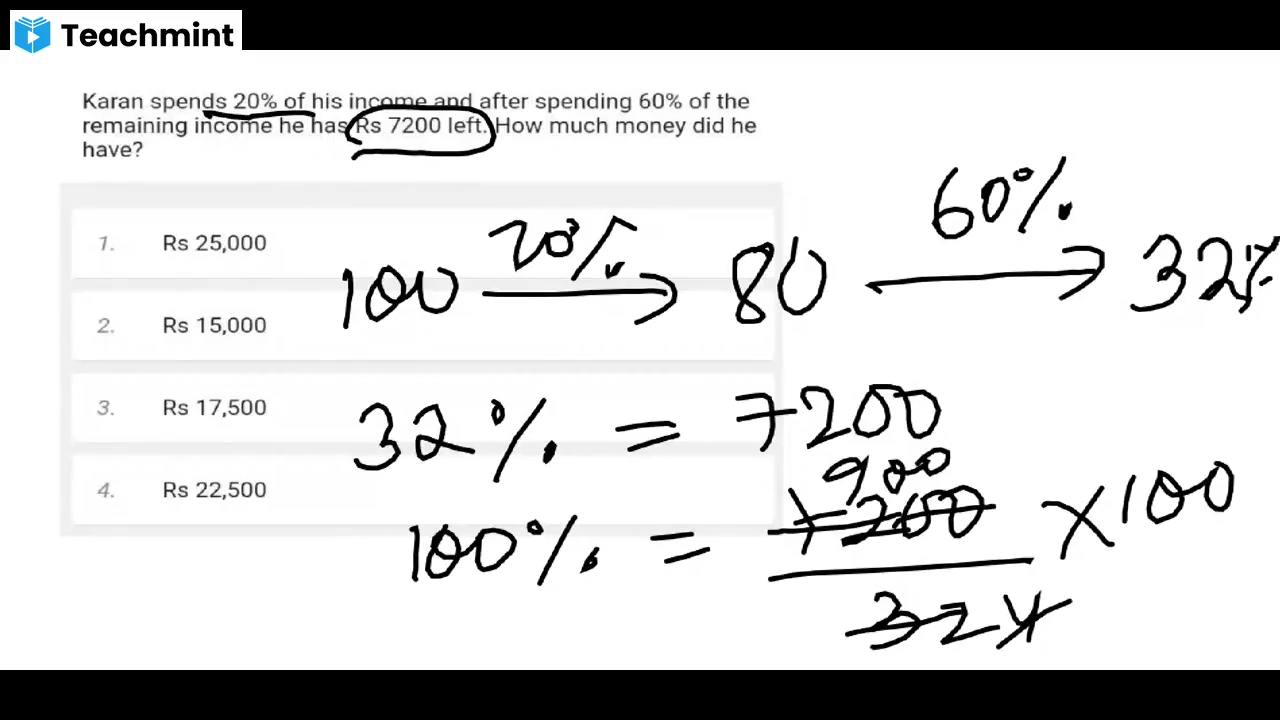 Teachmint
Karan spends 20% of his income and after spending 60% of the
remaining income he has Rs 7200 left. How much money did he
have?
1. Rs 25,000
2. Rs 15,000
3. Rs 17,500
4. Rs 22,500
100 20% 80 60% 32%
32% = 7200
900
100% = 7200 × 100
32 4